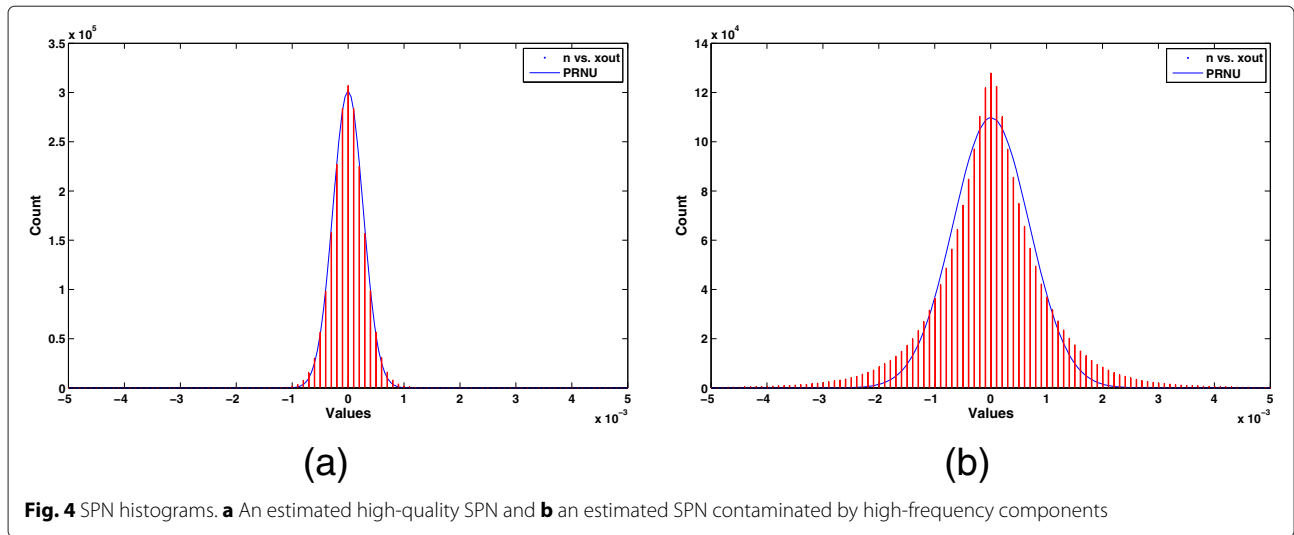 x 10^5
3.5
3
2.5
2
1.5
1
0.5
0
Count
n vs. xout
PRNU
−5 −4 −3 −2 −1 0 1 2 3 4 5
Values
x 10^−3
(a)
x 10^4
14
12
10
8
6
4
2
0
Count
n vs. xout
PRNU
−5 −4 −3 −2 −1 0 1 2 3 4 5
Values
x 10^−3
(b)
Fig. 4 SPN histograms. a An estimated high-quality SPN and b an estimated SPN contaminated by high-frequency components